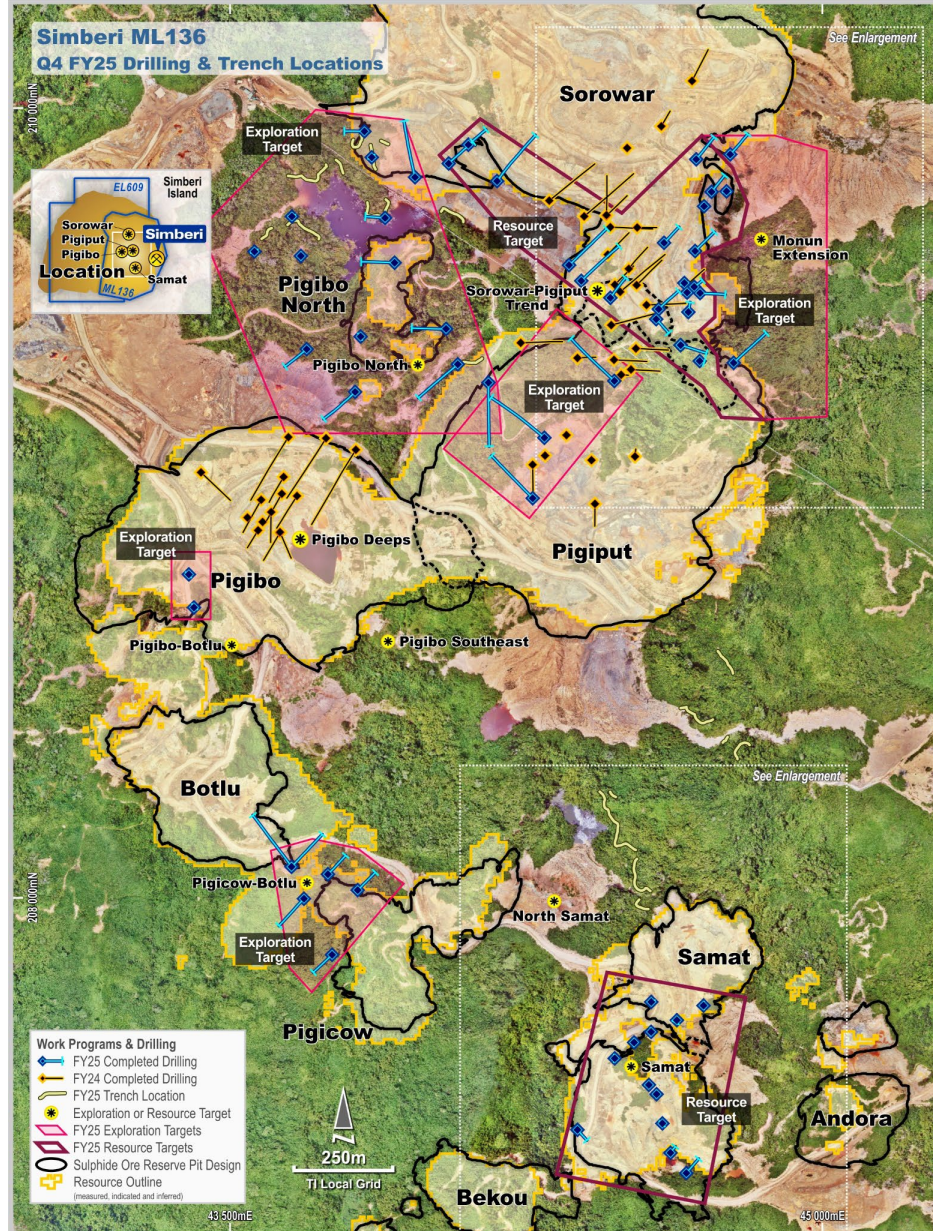 Simberi ML136
Q4 FY25 Drilling & Trench Locations
See Enlargement
210 000mN
Sorowar
Exploration
Target
EL609
Simberi
Island
Sorowar
Pigiput
Pigibo
Simberi
Location
Samat
ML136
Resource
Target
Monun
Extension
Pigibo
North
Sorowar-Pigiput
Trend
Exploration
Target
Pigibo North
Exploration
Target
Pigibo Deeps
Exploration
Target
Pigibo
Pigiput
Pigibo-Botlu
Pigibo Southeast
See Enlargement
Botlu
Pigicow-Botlu
208 000mN
North Samat
Exploration
Target
Samat
Pigicow
Samat
Resource
Target
Andora
Bekou
Work Programs & Drilling
FY25 Completed Drilling
FY24 Completed Drilling
FY25 Trench Location
Exploration or Resource Target
FY25 Exploration Targets
FY25 Resource Targets
Sulphide Ore Reserve Pit Design
Resource Outline
(measured, indicated and inferred)
N
250m
TI Local Grid
43 500mE
45 000mE